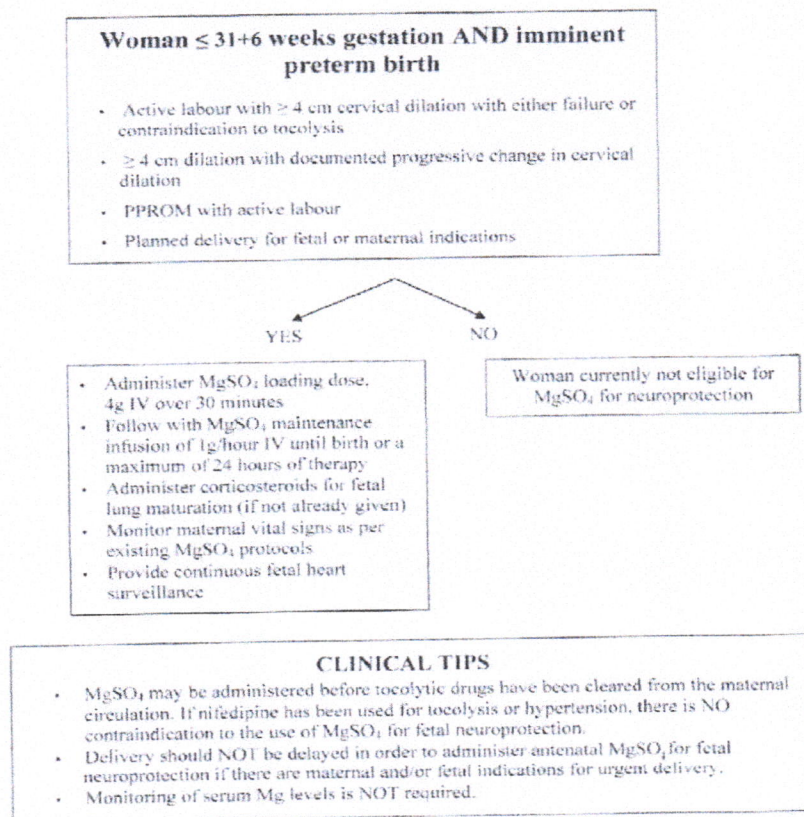 Woman ≤ 31+6 weeks gestation AND imminent
preterm birth
• Active labour with ≥ 4 cm cervical dilation with either failure or
contraindication to tocolysis
• ≥ 4 cm dilation with documented progressive change in cervical
dilation
• PPROM with active labour
• Planned delivery for fetal or maternal indications
YES
NO
• Administer MgSO₄ loading dose,
4g IV over 30 minutes
• Follow with MgSO₄ maintenance
infusion of 1g/hour IV until birth or a
maximum of 24 hours of therapy
• Administer corticosteroids for fetal
lung maturation (if not already given)
• Monitor maternal vital signs as per
existing MgSO₄ protocols
• Provide continuous fetal heart
surveillance
Woman currently not eligible for
MgSO₄ for neuroprotection
CLINICAL TIPS
• MgSO₄ may be administered before tocolytic drugs have been cleared from the maternal
circulation. If nifedipine has been used for tocolysis or hypertension, there is NO
contraindication to the use of MgSO₄ for fetal neuroprotection.
• Delivery should NOT be delayed in order to administer antenatal MgSO₄ for fetal
neuroprotection if there are maternal and/or fetal indications for urgent delivery.
• Monitoring of serum Mg levels is NOT required.